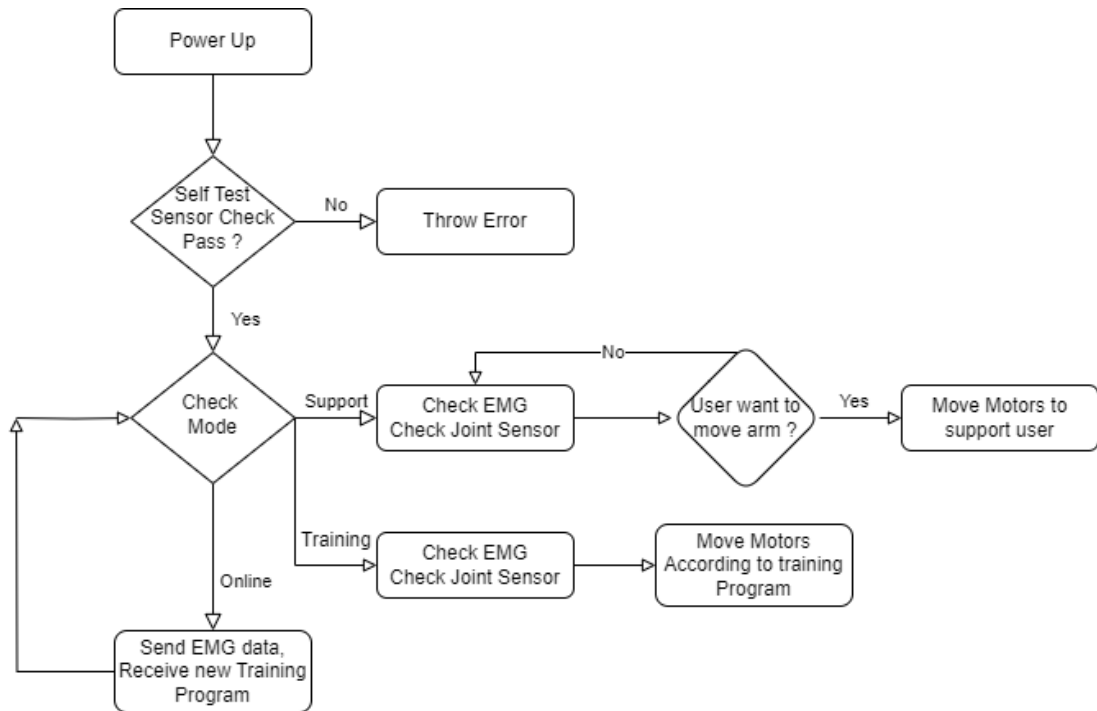 Power Up
Self Test
Sensor Check
Pass ?
No
Throw Error
Yes
No
Check
Mode
Support
Check EMG
Check Joint Sensor
User want to
move arm ?
Yes
Move Motors to
support user
Training
Check EMG
Check Joint Sensor
Move Motors
According to training
Program
Online
Send EMG data,
Receive new Training
Program